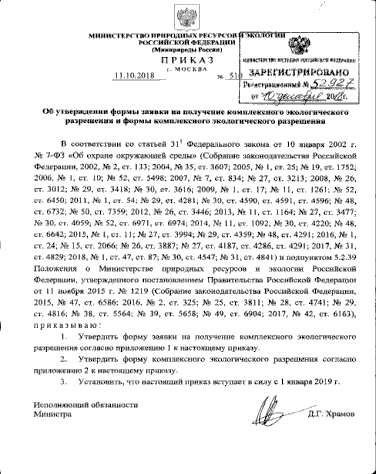 МИНИСТЕРСТВО ПРИРОДНЫХ РЕСУРСОВ И ЭКОЛОГИИ
РОССИЙСКОЙ ФЕДЕРАЦИИ
(Минприроды России)
ПРИКАЗ
г. МОСКВА
11.10.2018
№ 510
МИНИСТЕРСТВО ЮСТИЦИИ РОССИЙСКОЙ ФЕДЕРАЦИИ
ЗАРЕГИСТРИРОВАНО
Регистрационный № 52927
от "10" декабря 2018г.
Об утверждении формы заявки на получение комплексного экологического
разрешения и формы комплексного экологического разрешения
В соответствии со статьей 31¹ Федерального закона от 10 января 2002 г.
№ 7-ФЗ «Об охране окружающей среды» (Собрание законодательства Российской
Федерации, 2002, № 2, ст. 133; 2004, № 35, ст. 3607; 2005, № 1, ст. 25; № 19, ст. 1752;
2006, № 1, ст. 10; № 52, ст. 5498; 2007, № 7, ст. 834; № 27, ст. 3213; 2008, № 26,
ст. 3012; № 29, ст. 3418; № 30, ст. 3616; 2009, № 1, ст. 17; № 11, ст. 1261; № 52,
ст. 6450; 2011, № 1, ст. 54; № 29, ст. 4281; № 30, ст. 4590, ст. 4591, ст. 4596; № 48,
ст. 6732; № 50, ст. 7359; 2012, № 26, ст. 3446; 2013, № 11, ст. 1164; № 27, ст. 3477;
№ 30, ст. 4059; № 52, ст. 6971, ст. 6974; 2014, № 11, ст. 1092, № 30, ст. 4220; № 48,
ст. 6642; 2015, № 1, ст. 11; № 27, ст. 3994; № 29, ст. 4359; № 48, ст. 4291; 2016, № 1,
ст. 24; № 15, ст. 2066; № 26, ст. 3887; № 27, ст. 4187, ст. 4286, ст. 4291; 2017, № 31,
ст. 4829; 2018, № 1, ст. 47, ст. 87; № 30, ст. 4547; № 31, ст. 4841) и подпунктом 5.2.39
Положения о Министерстве природных ресурсов и экологии Российской
Федерации, утвержденного постановлением Правительства Российской Федерации
от 11 ноября 2015 г. № 1219 (Собрание законодательства Российской Федерации,
2015, № 47, ст. 6586; 2016, № 2, ст. 325; № 25, ст. 3811; № 28, ст. 4741; № 29,
ст. 4816; № 38, ст. 5564; № 39, ст. 5658; № 49, ст. 6904; 2017, № 42, ст. 6163),
приказываю:
1. Утвердить форму заявки на получение комплексного экологического
разрешения согласно приложению 1 к настоящему приказу.
2. Утвердить форму комплексного экологического разрешения согласно
приложению 2 к настоящему приказу.
3. Установить, что настоящий приказ вступает в силу с 1 января 2019 г.
Исполняющий обязанности
Министра
Д.Г. Храмов